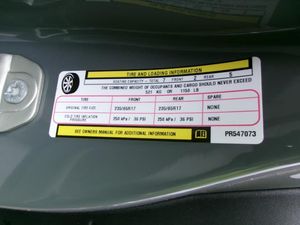 TIRE AND LOADING INFORMATION
SEATING CAPACITY - TOTAL 7 FRONT 2 REAR 5
THE COMBINED WEIGHT OF OCCUPANTS AND CARGO SHOULD NEVER EXCEED
521 KG OR 1150 LB
TIRE FRONT REAR SPARE
ORIGINAL TIRE SIZE 235/65R17 235/65R17 NONE
COLD TIRE INFLATION PRESSURE 250 kPa / 36 PSI 250 kPa / 36 PSI NONE
SEE OWNERS MANUAL FOR ADDITIONAL INFORMATION
PR547073